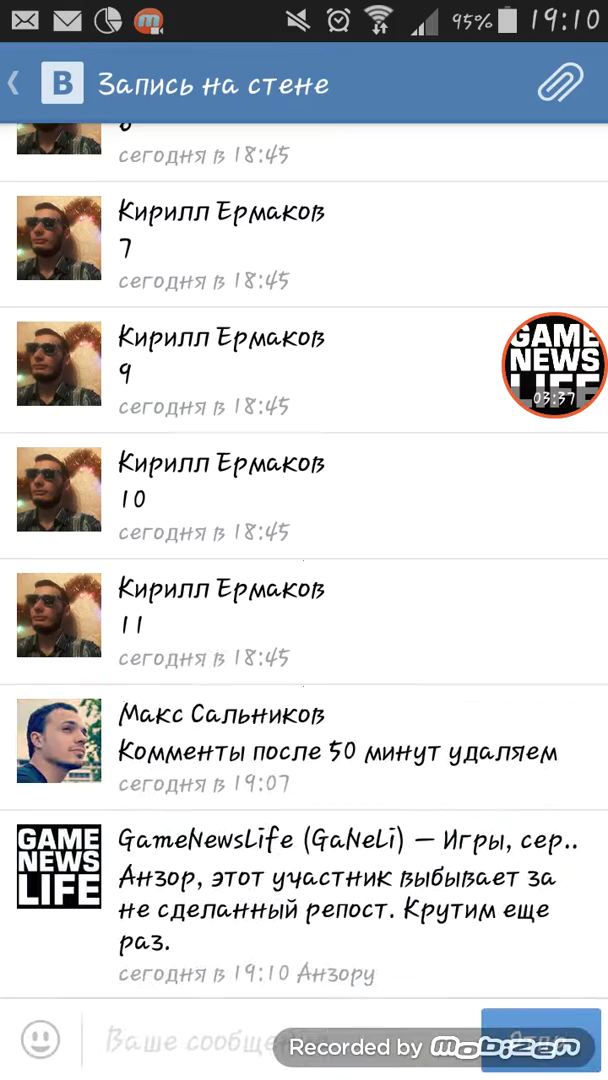 95% 19:10
B Запись на стене
сегодня в 18:45
Кирилл Ермаков
7
сегодня в 18:45
Кирилл Ермаков
9
сегодня в 18:45
GAME
NEWS
LIFE
03:37
Кирилл Ермаков
10
сегодня в 18:45
Кирилл Ермаков
11
сегодня в 18:45
Макс Сальников
Комменты после 50 минут удаляем
сегодня в 19:07
GAME
NEWS
LIFE
GameNewsLife (GaNeLi) — Игры, сер..
Анзор, этот участник выбывает за
не сделанный репост. Крутим еще
раз.
сегодня в 19:10 Анзору
Ваше сообще
Recorded by mobizen